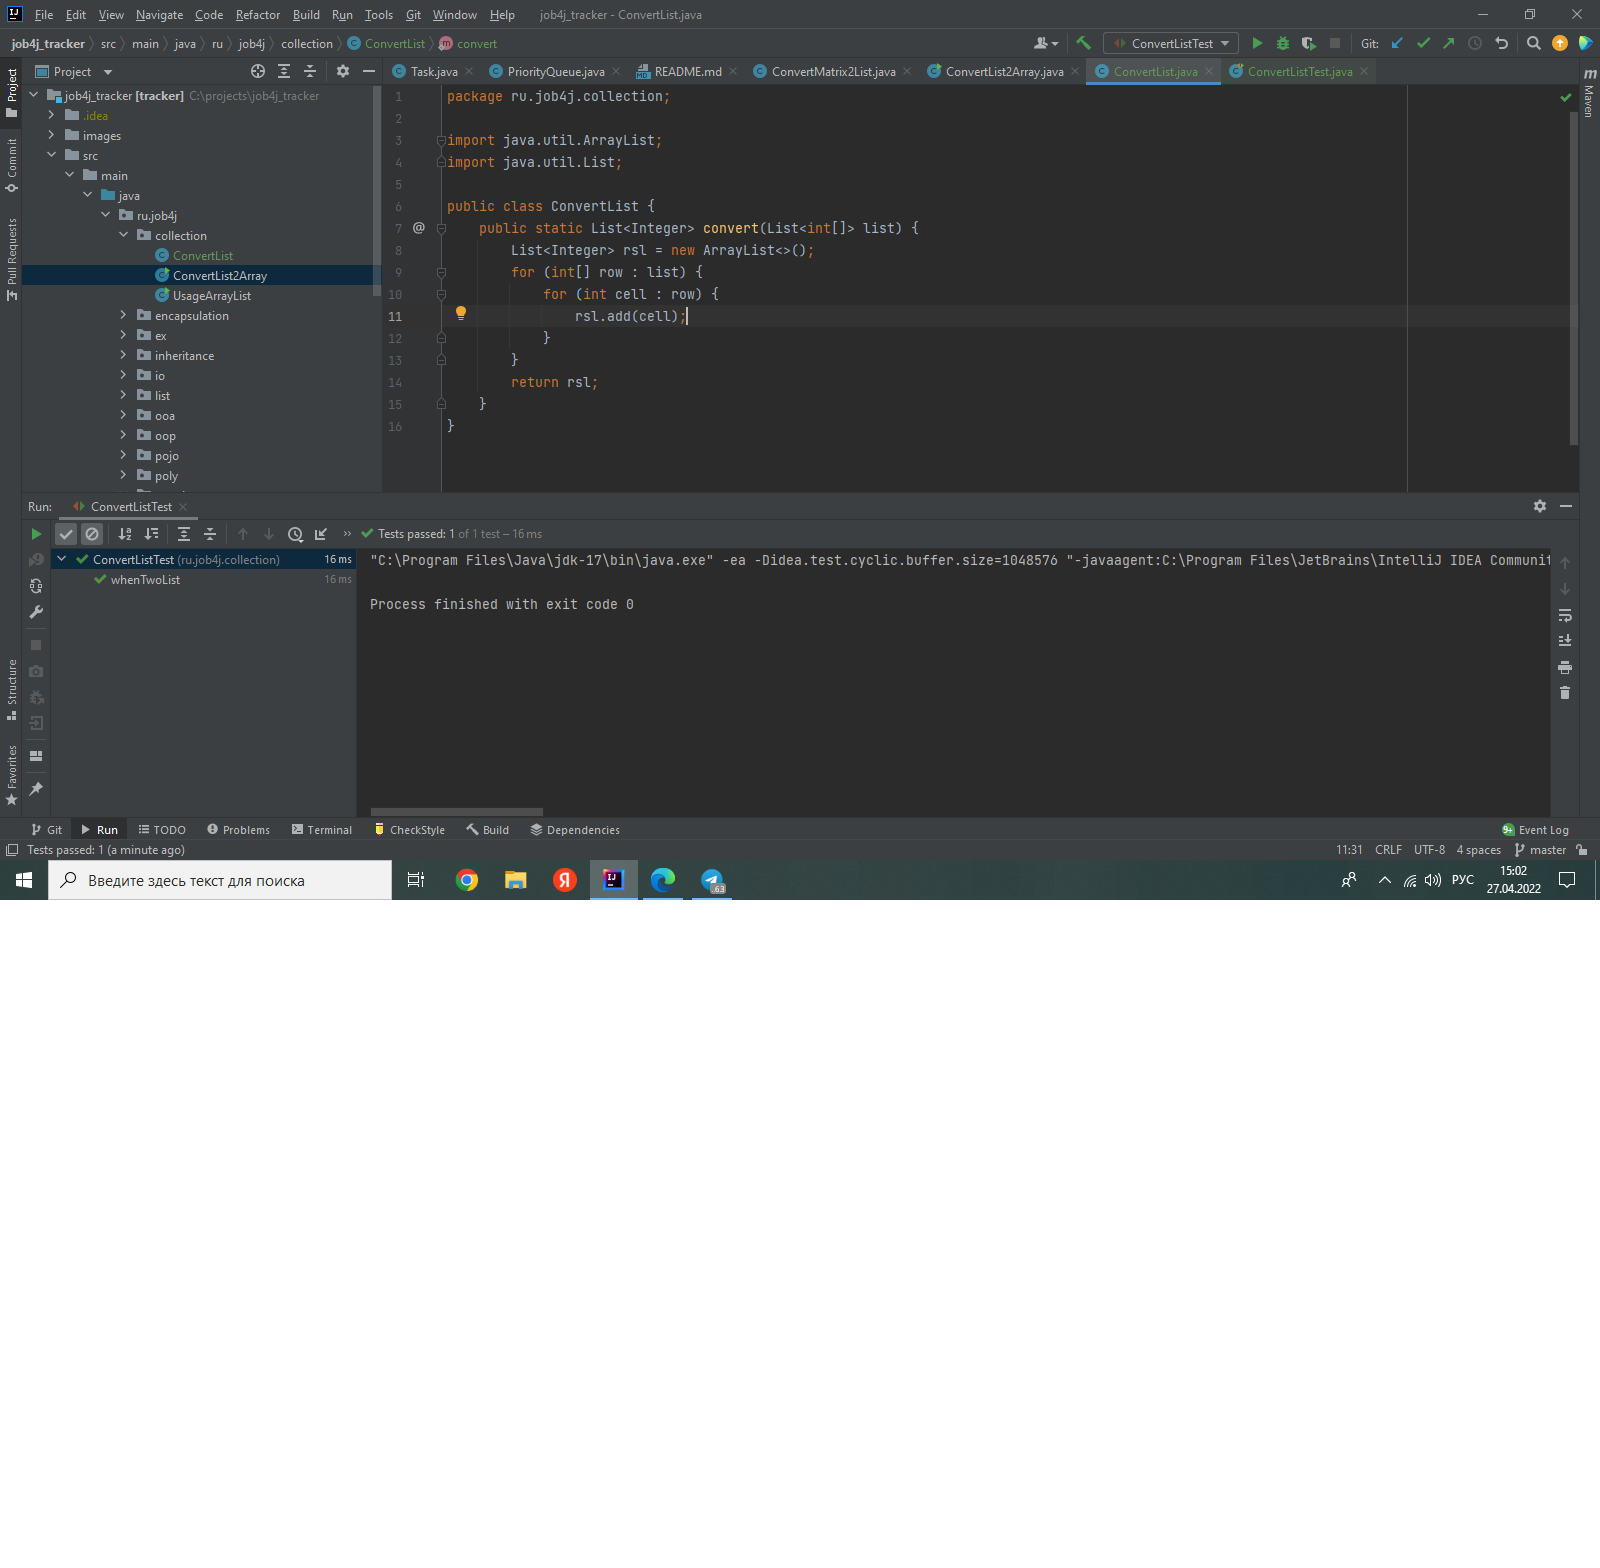 File Edit View Navigate Code Refactor Build Run Tools Git Window Help job4j_tracker - ConvertList.java
job4j_tracker src main java ru job4j collection ConvertList convert
ConvertListTest Git:
Project
Task.java PriorityQueue.java README.md ConvertMatrix2List.java ConvertList2Array.java ConvertList.java ConvertListTest.java
Project
Commit
Pull Requests
Structure
Favorites
Maven
job4j_tracker [tracker] C:\projects\job4j_tracker
.idea
images
src
main
java
ru.job4j
collection
ConvertList
ConvertList2Array
UsageArrayList
encapsulation
ex
inheritance
io
list
ooa
oop
pojo
poly
1 package ru.job4j.collection;
2
3 import java.util.ArrayList;
4 import java.util.List;
5
6 public class ConvertList {
7 @ public static List<Integer> convert(List<int[]> list) {
8 List<Integer> rsl = new ArrayList<>();
9 for (int[] row : list) {
10 for (int cell : row) {
11 rsl.add(cell);
12 }
13 }
14 return rsl;
15 }
16 }
Run: ConvertListTest
Tests passed: 1 of 1 test – 16 ms
ConvertListTest (ru.job4j.collection) 16 ms
whenTwoList 16 ms
"C:\Program Files\Java\jdk-17\bin\java.exe" -ea -Didea.test.cyclic.buffer.size=1048576 "-javaagent:C:\Program Files\JetBrains\IntelliJ IDEA Communit
Process finished with exit code 0
Git Run TODO Problems Terminal CheckStyle Build Dependencies 9+ Event Log
Tests passed: 1 (a minute ago) 11:31 CRLF UTF-8 4 spaces master
Введите здесь текст для поиска
Я
IJ
.63
РУС
15:02
27.04.2022